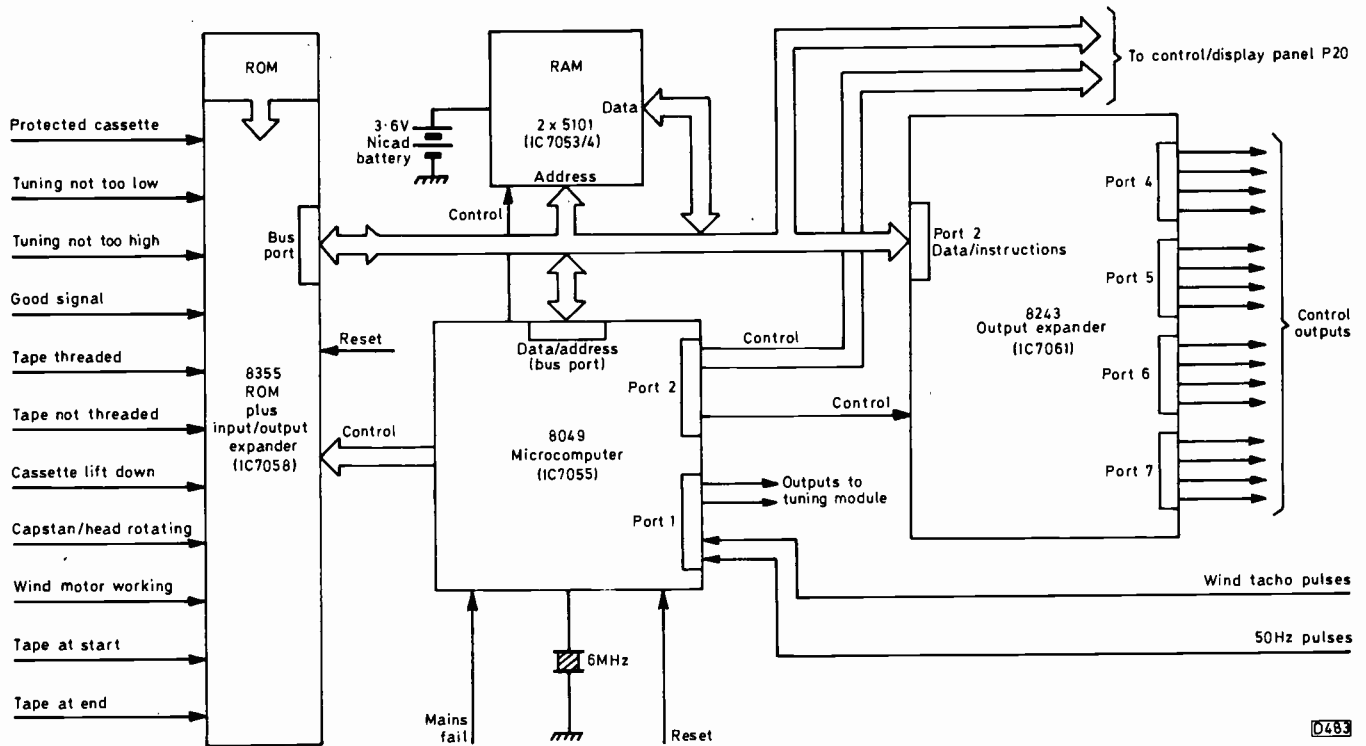 ROM
Protected cassette
Tuning not too low
Tuning not too high
Good signal
Tape threaded
Tape not threaded
Cassette lift down
Capstan/head rotating
Wind motor working
Tape at start
Tape at end
Bus
port
Reset
8355
ROM
plus
input/output
expander
(IC7058)
Control
3·6V
Nicad
battery
RAM
Data
2 x 5101
(IC7053/4)
Address
Control
Data/address
(bus port)
8049
Microcomputer
(IC7055)
Port 2
Port 1
Control
Control
Outputs to
tuning module
Mains
fail
6MHz
Reset
To control/display panel P20
Port 2
Data/instructions
8243
Output expander
(IC7061)
Port 4
Port 5
Port 6
Port 7
Control
outputs
Wind tacho pulses
50Hz pulses
D483